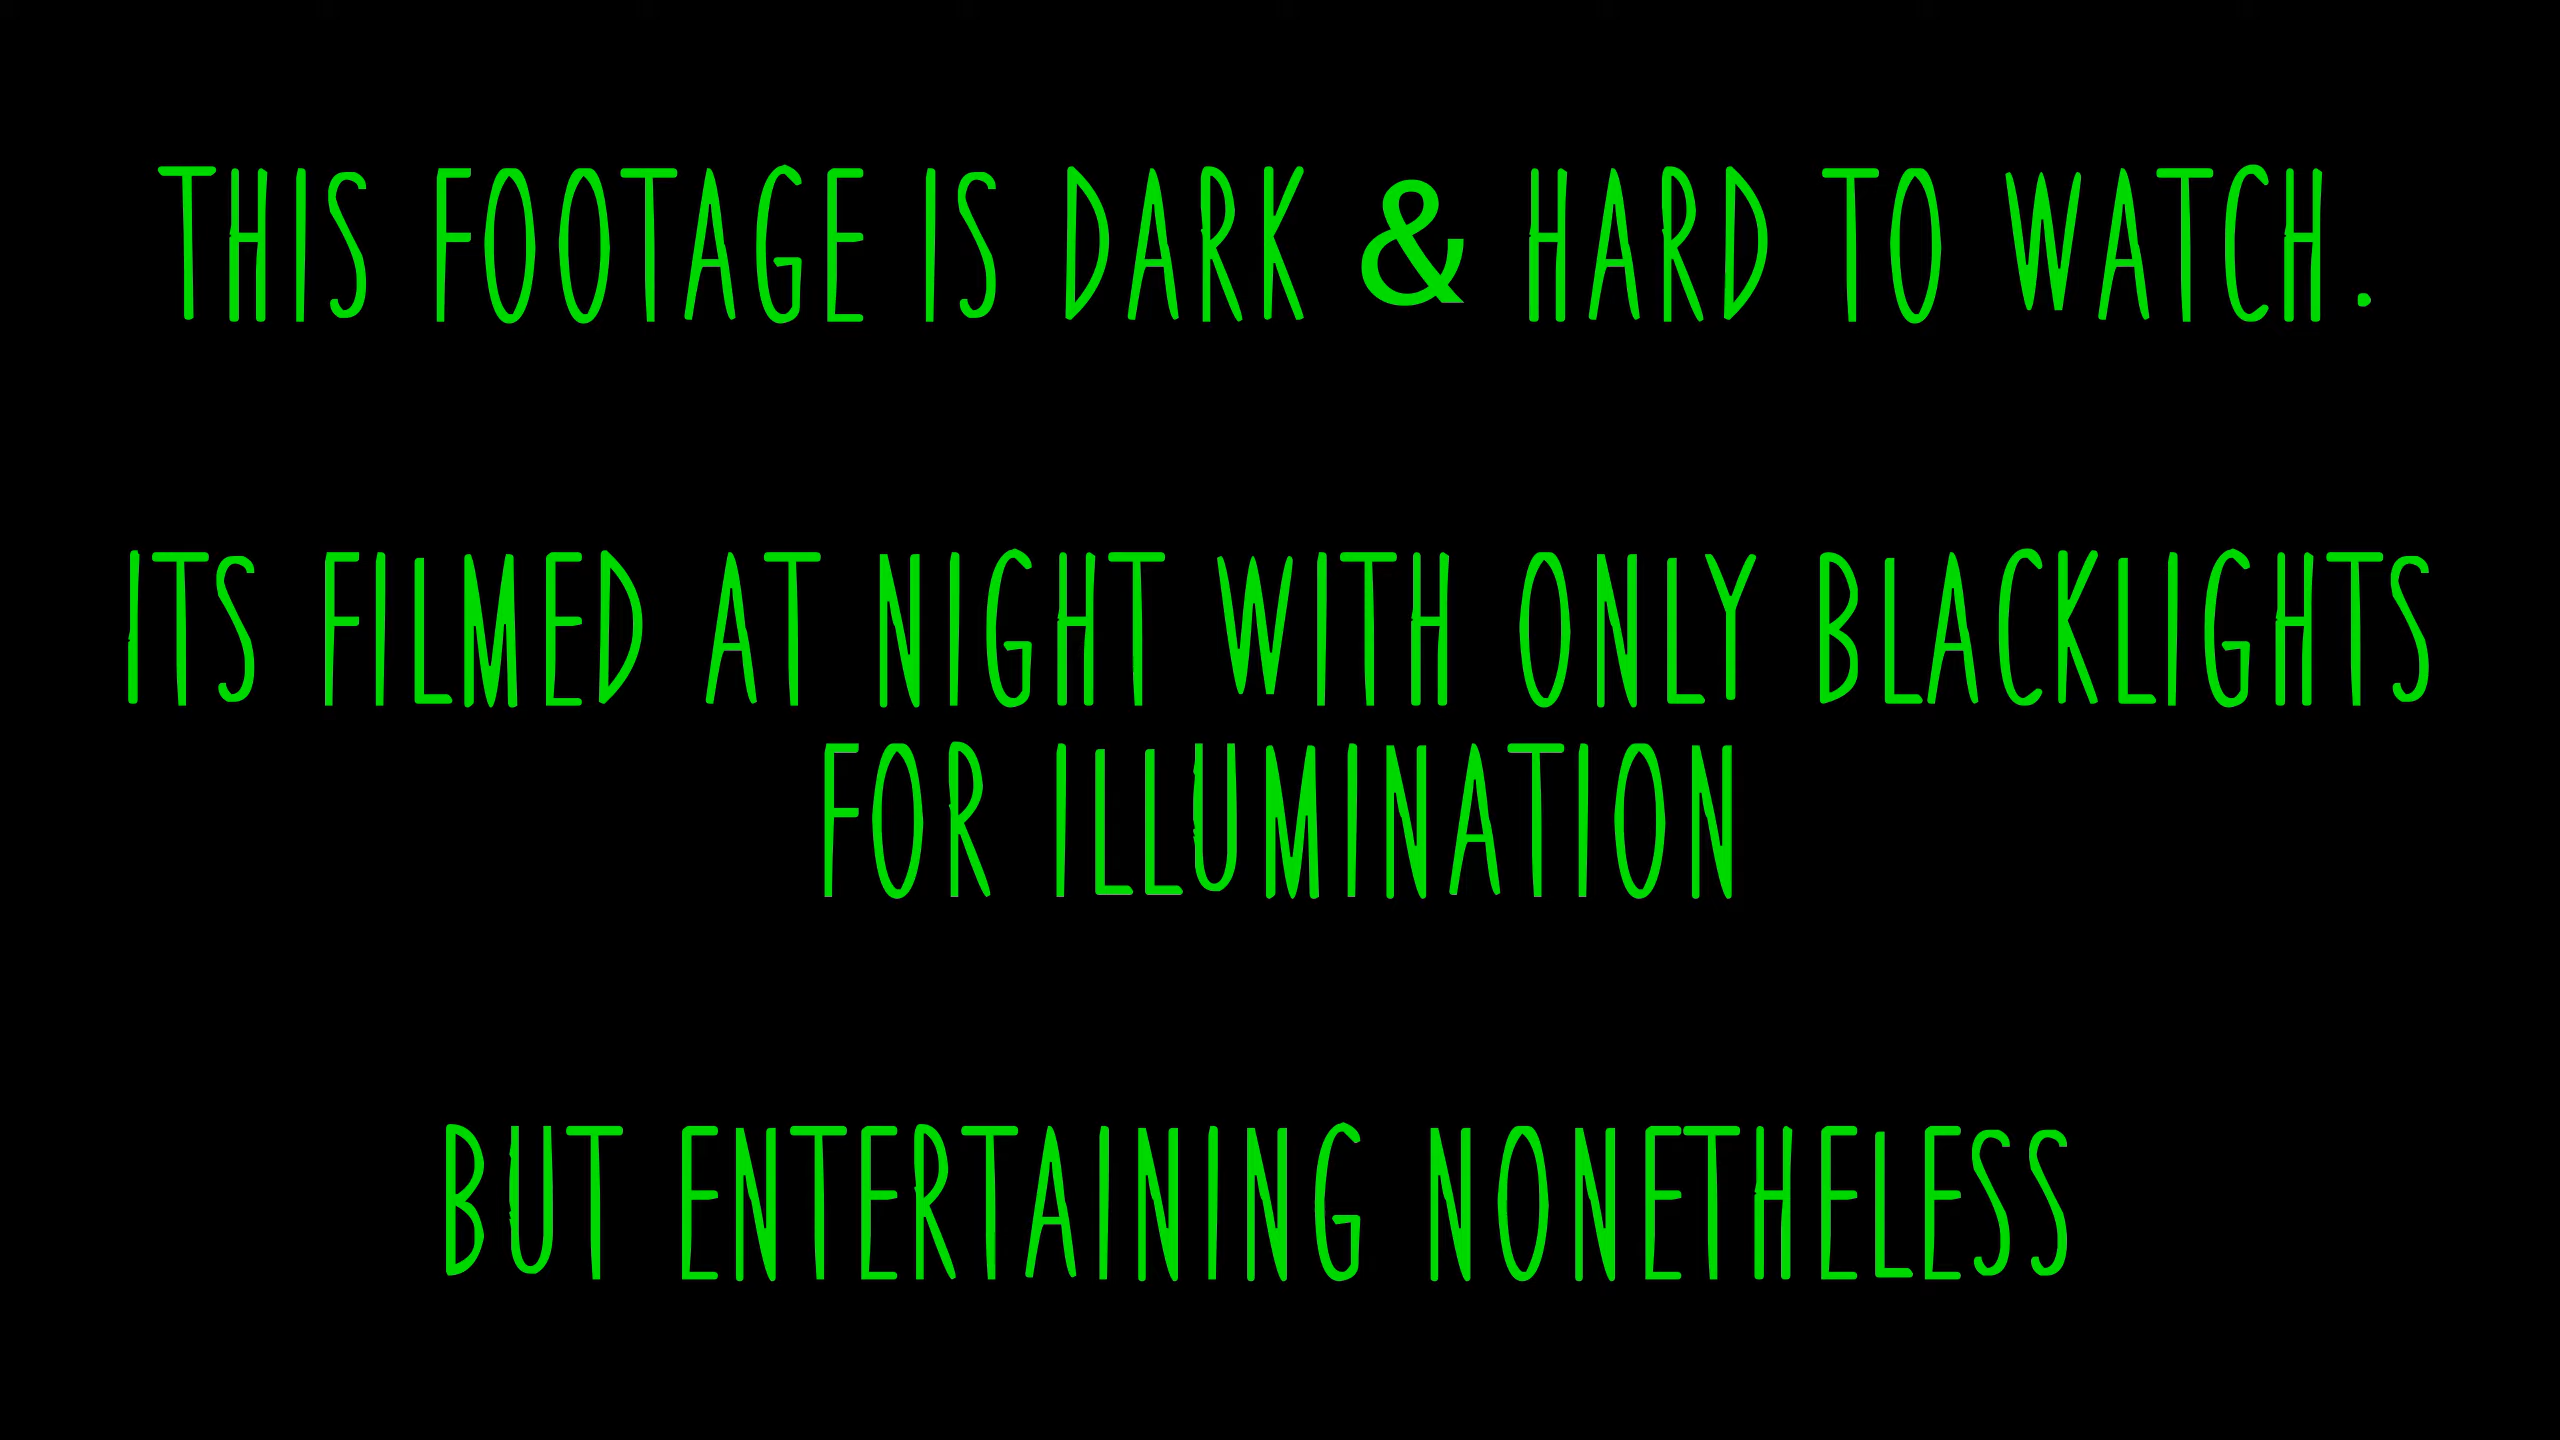 THIS FOOTAGE IS DARK & HARD TO WATCH.
ITS FILMED AT NIGHT WITH ONLY BLACKLIGHTS
FOR ILLUMINATION
BUT ENTERTAINING NONETHELESS